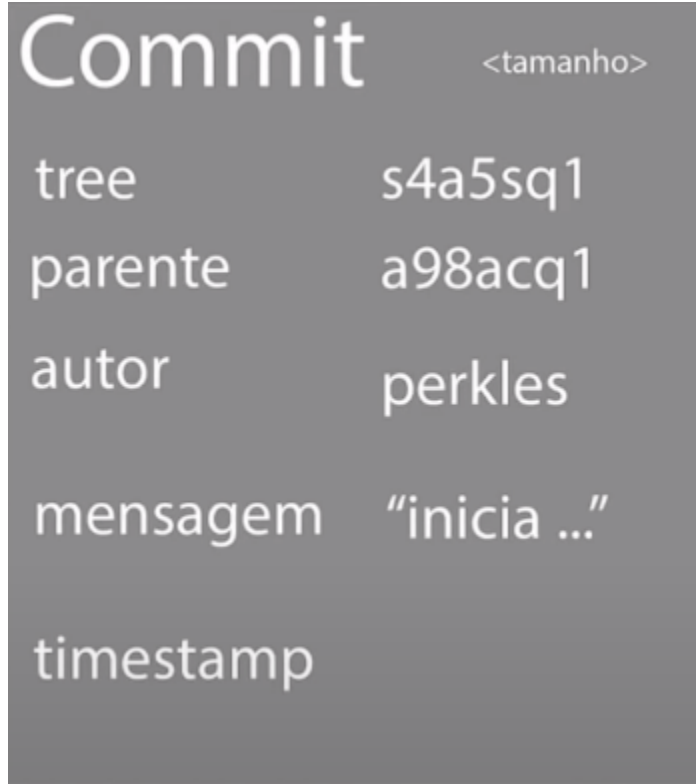 Commit <tamanho>
tree s4a5sq1
parente a98acq1
autor perkles
mensagem “inicia ...”
timestamp